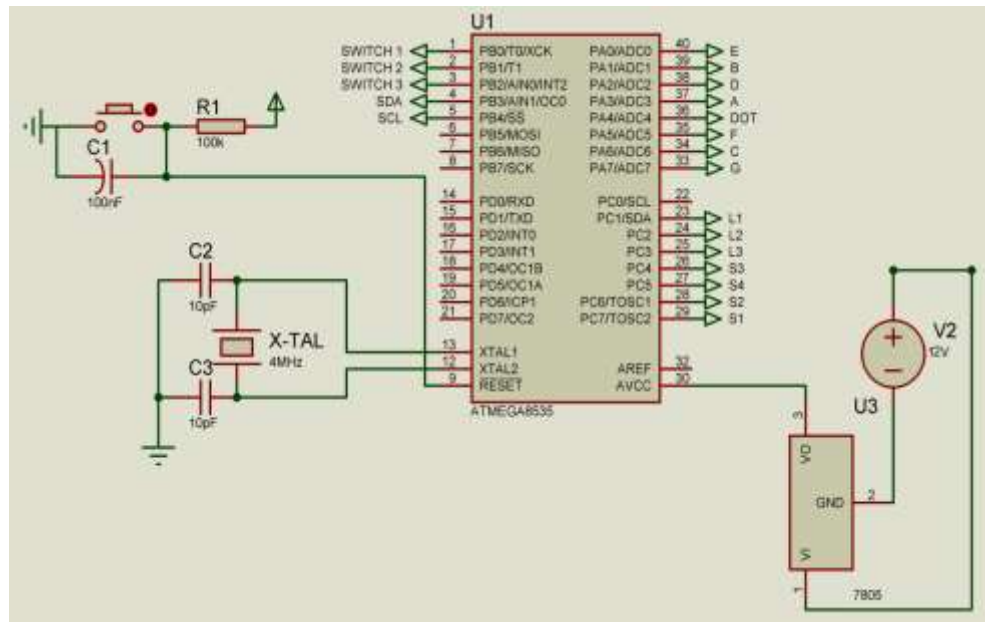 U1
SWITCH 1 1 PB0/T0/XCK PA0/ADC0 40 E
SWITCH 2 2 PB1/T1 PA1/ADC1 39 B
SWITCH 3 3 PB2/AIN0/INT2 PA2/ADC2 38 D
SDA 4 PB3/AIN1/OC0 PA3/ADC3 37 A
SCL 5 PB4/SS PA4/ADC4 36 DOT
6 PB5/MOSI PA5/ADC5 35 F
7 PB6/MISO PA6/ADC6 34 C
8 PB7/SCK PA7/ADC7 33 G
14 PD0/RXD PC0/SCL 22
15 PD1/TXD PC1/SDA 23 L1
16 PD2/INT0 PC2 24 L2
17 PD3/INT1 PC3 25 L3
18 PD4/OC1B PC4 26 S3
19 PD5/OC1A PC5 27 S4
20 PD6/ICP1 PC6/TOSC1 28 S2
21 PD7/OC2 PC7/TOSC2 29 S1
13 XTAL1
12 XTAL2 AREF 32
9 RESET AVCC 30
ATMEGA8535
R1
100k
C1
100nF
C2
10pF
X-TAL
4MHz
C3
10pF
V2
12V
U3
3
VO
GND 2
VI
1
7805